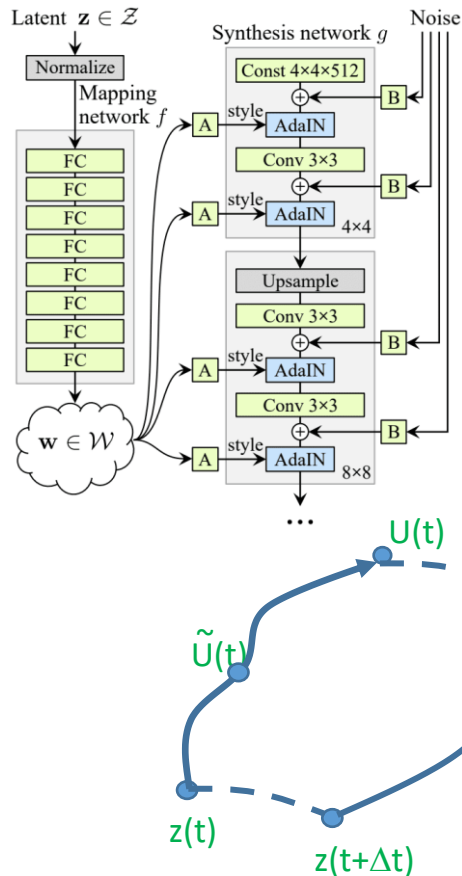 Latent z ∈ Z
Normalize
Mapping
network f
FC
FC
FC
FC
FC
FC
FC
FC
w ∈ W
Synthesis network g
Noise
Const 4×4×512
B
A
style
AdaIN
Conv 3×3
B
A
style
AdaIN
4×4
Upsample
Conv 3×3
B
A
style
AdaIN
Conv 3×3
B
A
style
AdaIN
8×8
...
U(t)
Ũ(t)
z(t)
z(t+Δt)